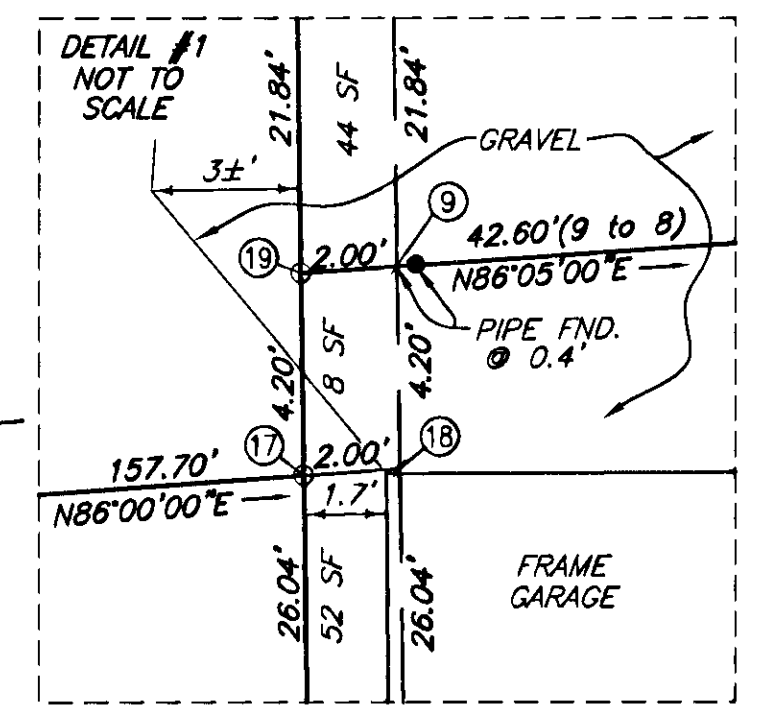 DETAIL #1
NOT TO
SCALE
21.84'
44 SF
21.84'
GRAVEL
3±'
9
19
2.00'
42.60'(9 to 8)
N86°05'00"E
PIPE FND.
@ 0.4'
4.20'
8 SF
4.20'
17
2.00'
18
157.70'
N86°00'00"E
1.7'
26.04'
52 SF
26.04'
FRAME
GARAGE